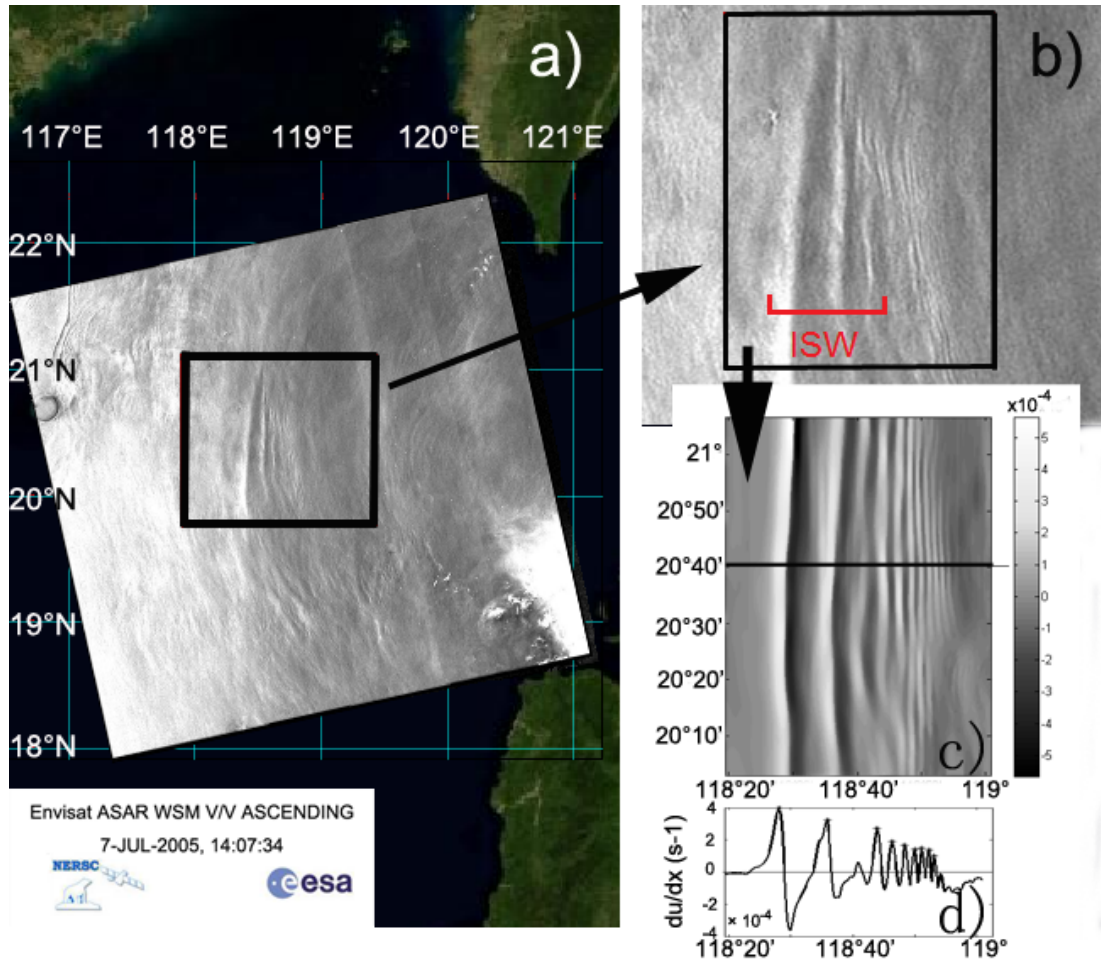 a)
117°E 118°E 119°E 120°E 121°E
22°N
21°N
20°N
19°N
18°N
Envisat ASAR WSM V/V ASCENDING
7-JUL-2005, 14:07:34
NERSC
esa
b)
ISW
x10⁻⁴
5
4
3
2
1
0
-1
-2
-3
-4
-5
21°
20°50'
20°40'
20°30'
20°20'
20°10'
c)
118°20' 118°40' 119°
du/dx (s-1)
4
2
0
-2
-4
× 10⁻⁴
d)
118°20' 118°40' 119°